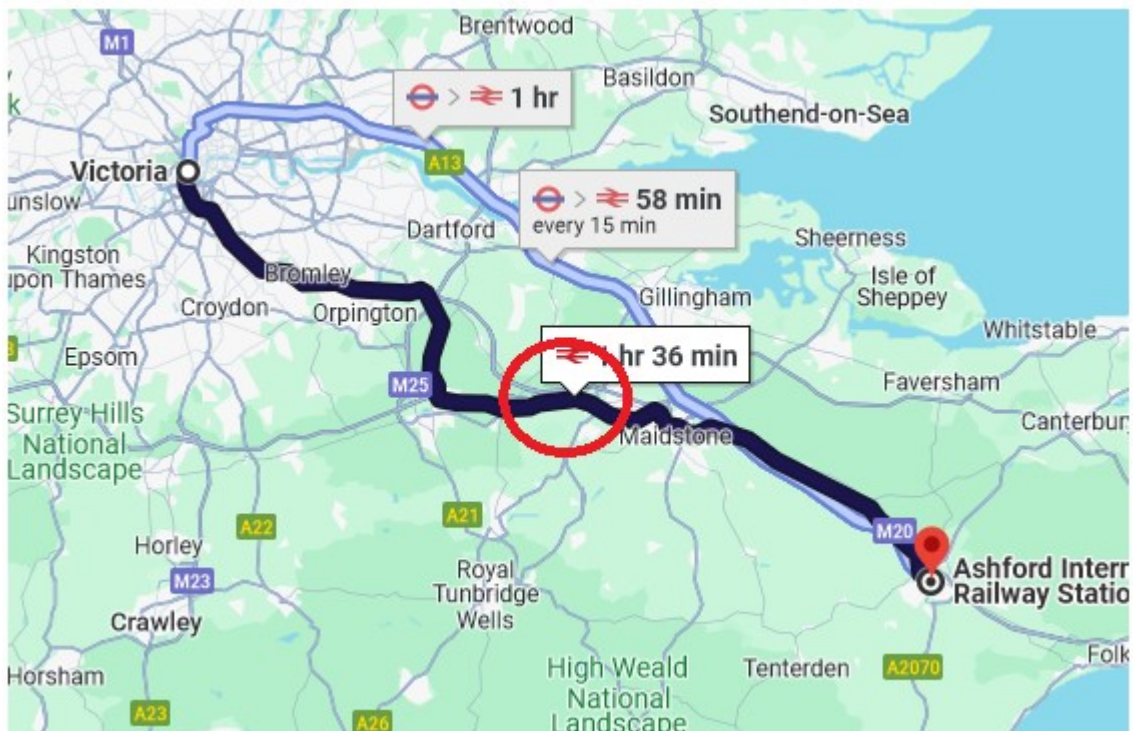 Brentwood
M1
Basildon
> 1 hr
Southend-on-Sea
k
A13
Victoria
> 58 min
every 15 min
unslow
Dartford
Sheerness
Kingston
upon Thames
Bromley
Isle of
Sheppey
Croydon
Orpington
Gillingham
Whitstable
Epsom
hr 36 min
M25
Faversham
Surrey Hills
National
Landscape
Maidstone
Canterbur
A21
A22
M20
Horley
Royal
Tunbridge
Wells
Ashford Intern
Railway Statio
M23
Crawley
Folk
Horsham
High Weald
National
Landscape
Tenterden
A2070
A23
A26